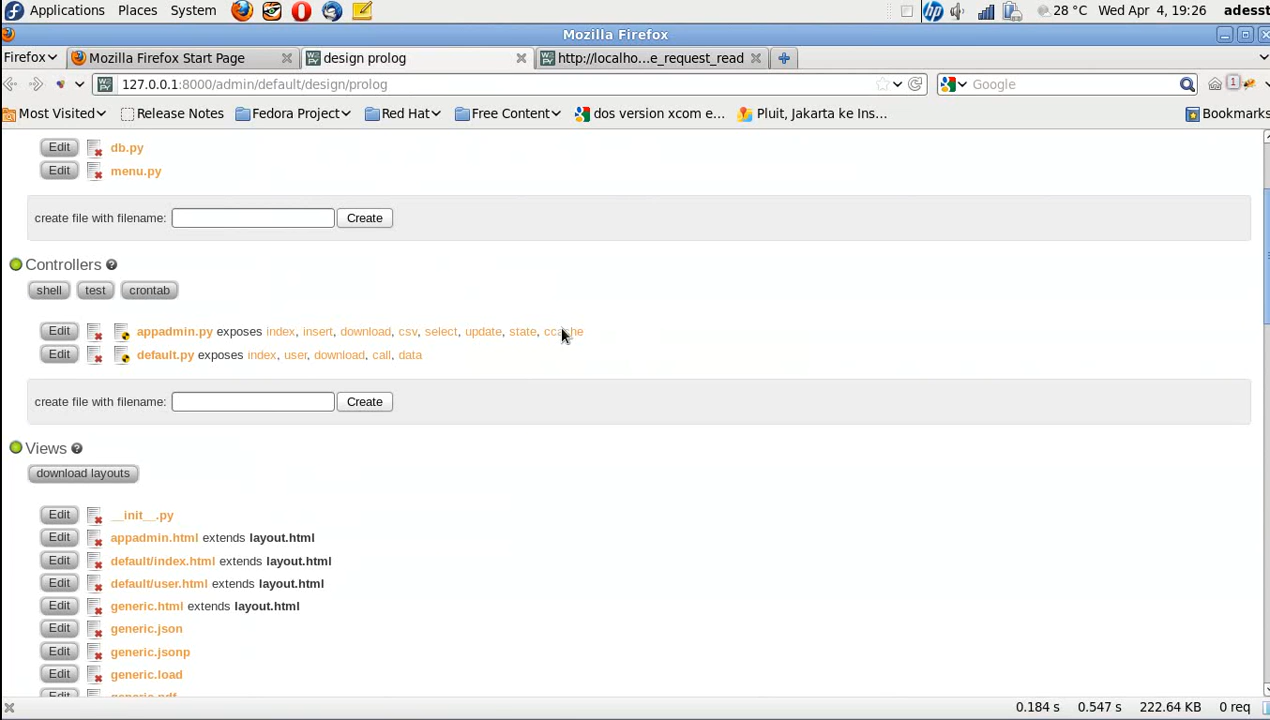 Applications Places System 28 °C Wed Apr 4, 19:26 adesst
Mozilla Firefox
Firefox Mozilla Firefox Start Page design prolog http://localho...e_request_read
127.0.0.1:8000/admin/default/design/prolog Google 1
Most Visited Release Notes Fedora Project Red Hat Free Content dos version xcom e... Pluit, Jakarta ke Ins... Bookmarks
Edit db.py
Edit menu.py
create file with filename: Create
Controllers
shell test crontab
Edit appadmin.py exposes index, insert, download, csv, select, update, state, ccache
Edit default.py exposes index, user, download, call, data
create file with filename: Create
Views
download layouts
Edit __init__.py
Edit appadmin.html extends layout.html
Edit default/index.html extends layout.html
Edit default/user.html extends layout.html
Edit generic.html extends layout.html
Edit generic.json
Edit generic.jsonp
Edit generic.load
Edit generic.pdf
0.184 s 0.547 s 222.64 KB 0 req